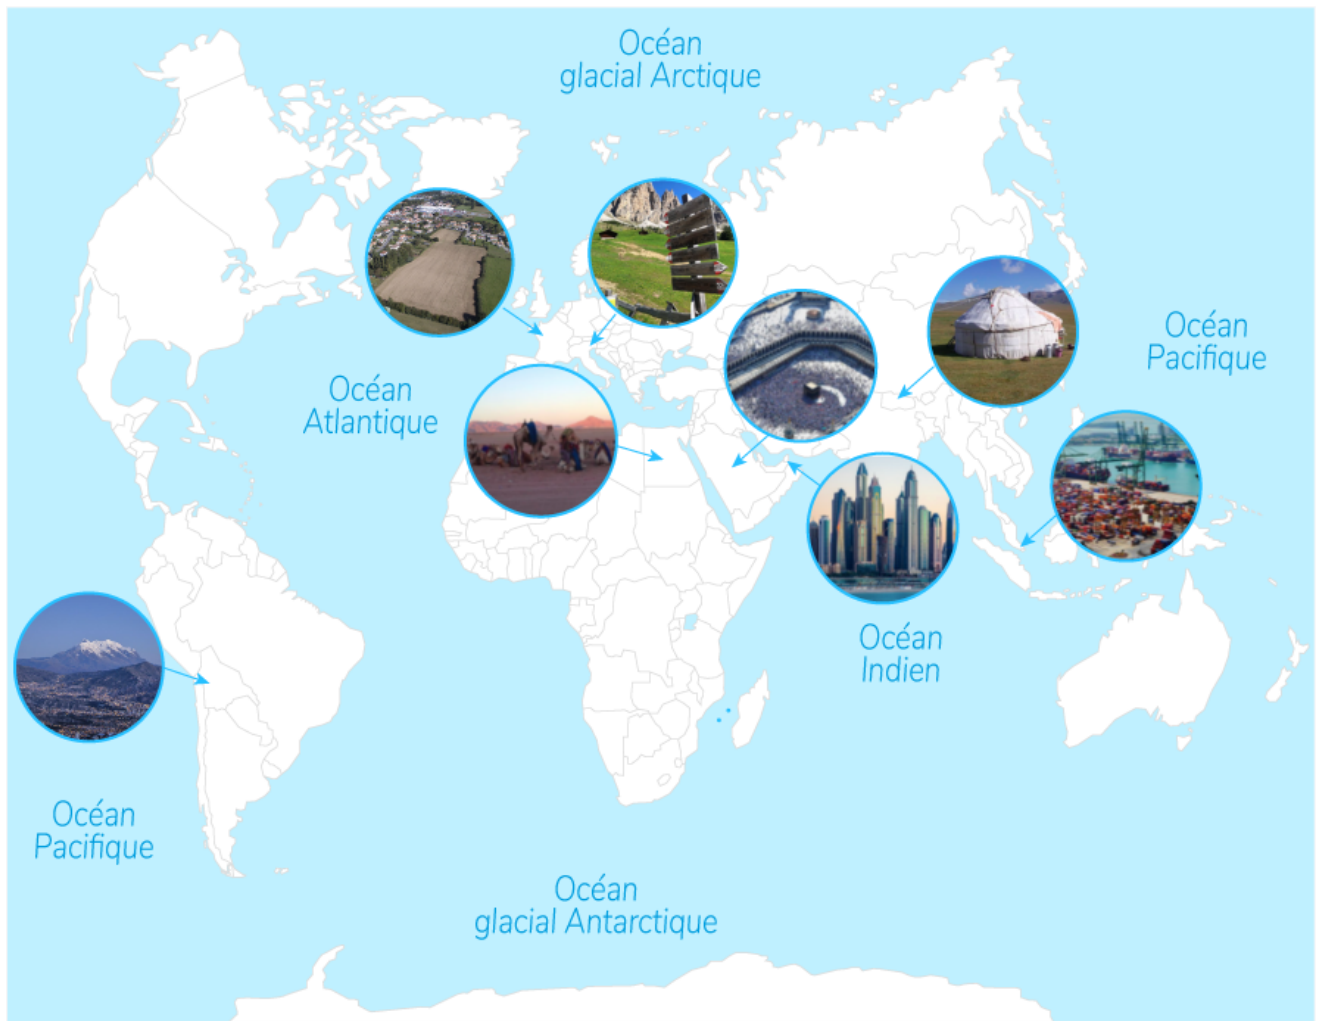 Océan
glacial Arctique
Océan
Pacifique
Océan
Atlantique
Océan
Indien
Océan
Pacifique
Océan
glacial Antarctique